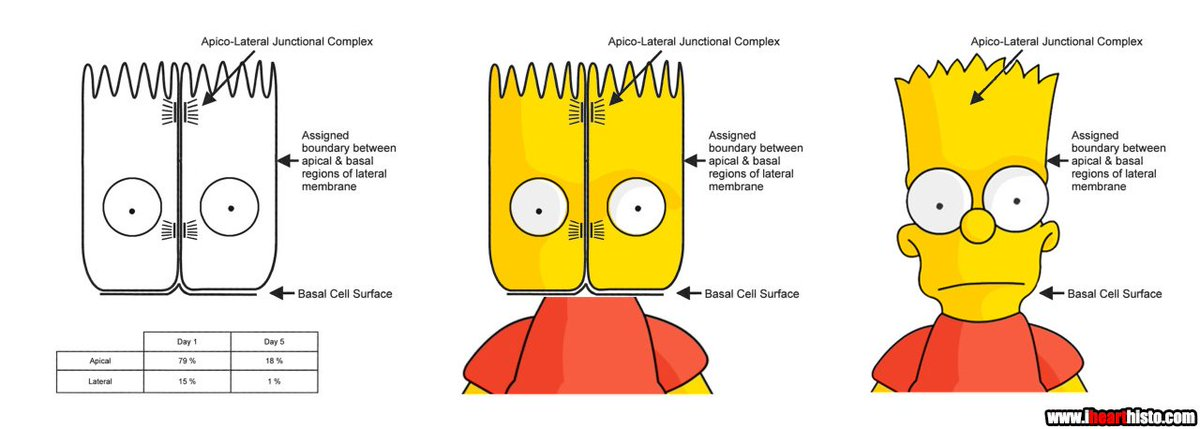 Apico-Lateral Junctional Complex
Assigned
boundary between
apical & basal
regions of lateral
membrane
Basal Cell Surface
Day 1 Day 5
Apical 79 % 18 %
Lateral 15 % 1 %
Apico-Lateral Junctional Complex
Assigned
boundary between
apical & basal
regions of lateral
membrane
Basal Cell Surface
Apico-Lateral Junctional Complex
Assigned
boundary between
apical & basal
regions of lateral
membrane
Basal Cell Surface
www.ihearthisto.com